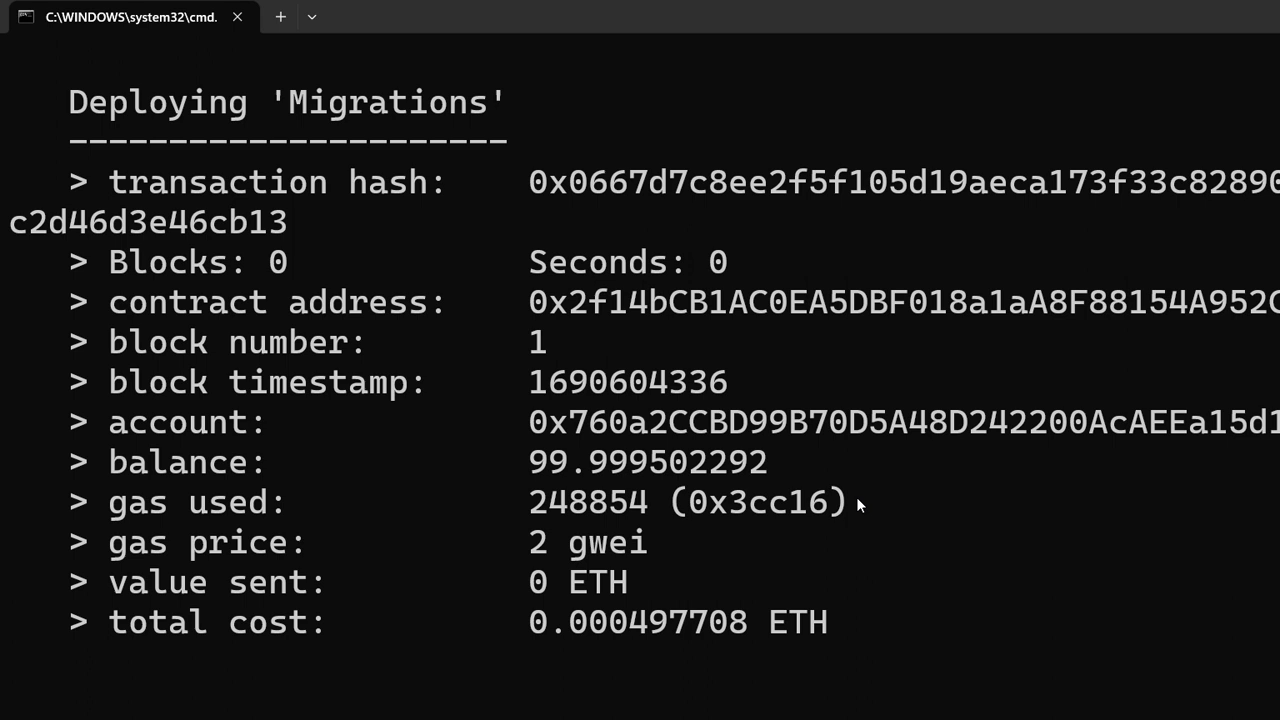 C:\WINDOWS\system32\cmd.
Deploying 'Migrations'
----------------------
> transaction hash: 0x0667d7c8ee2f5f105d19aeca173f33c82890
c2d46d3e46cb13
> Blocks: 0 Seconds: 0
> contract address: 0x2f14bCB1AC0EA5DBF018a1aA8F88154A952C
> block number: 1
> block timestamp: 1690604336
> account: 0x760a2CCBD99B70D5A48D242200AcAEEa15d1
> balance: 99.999502292
> gas used: 248854 (0x3cc16)
> gas price: 2 gwei
> value sent: 0 ETH
> total cost: 0.000497708 ETH